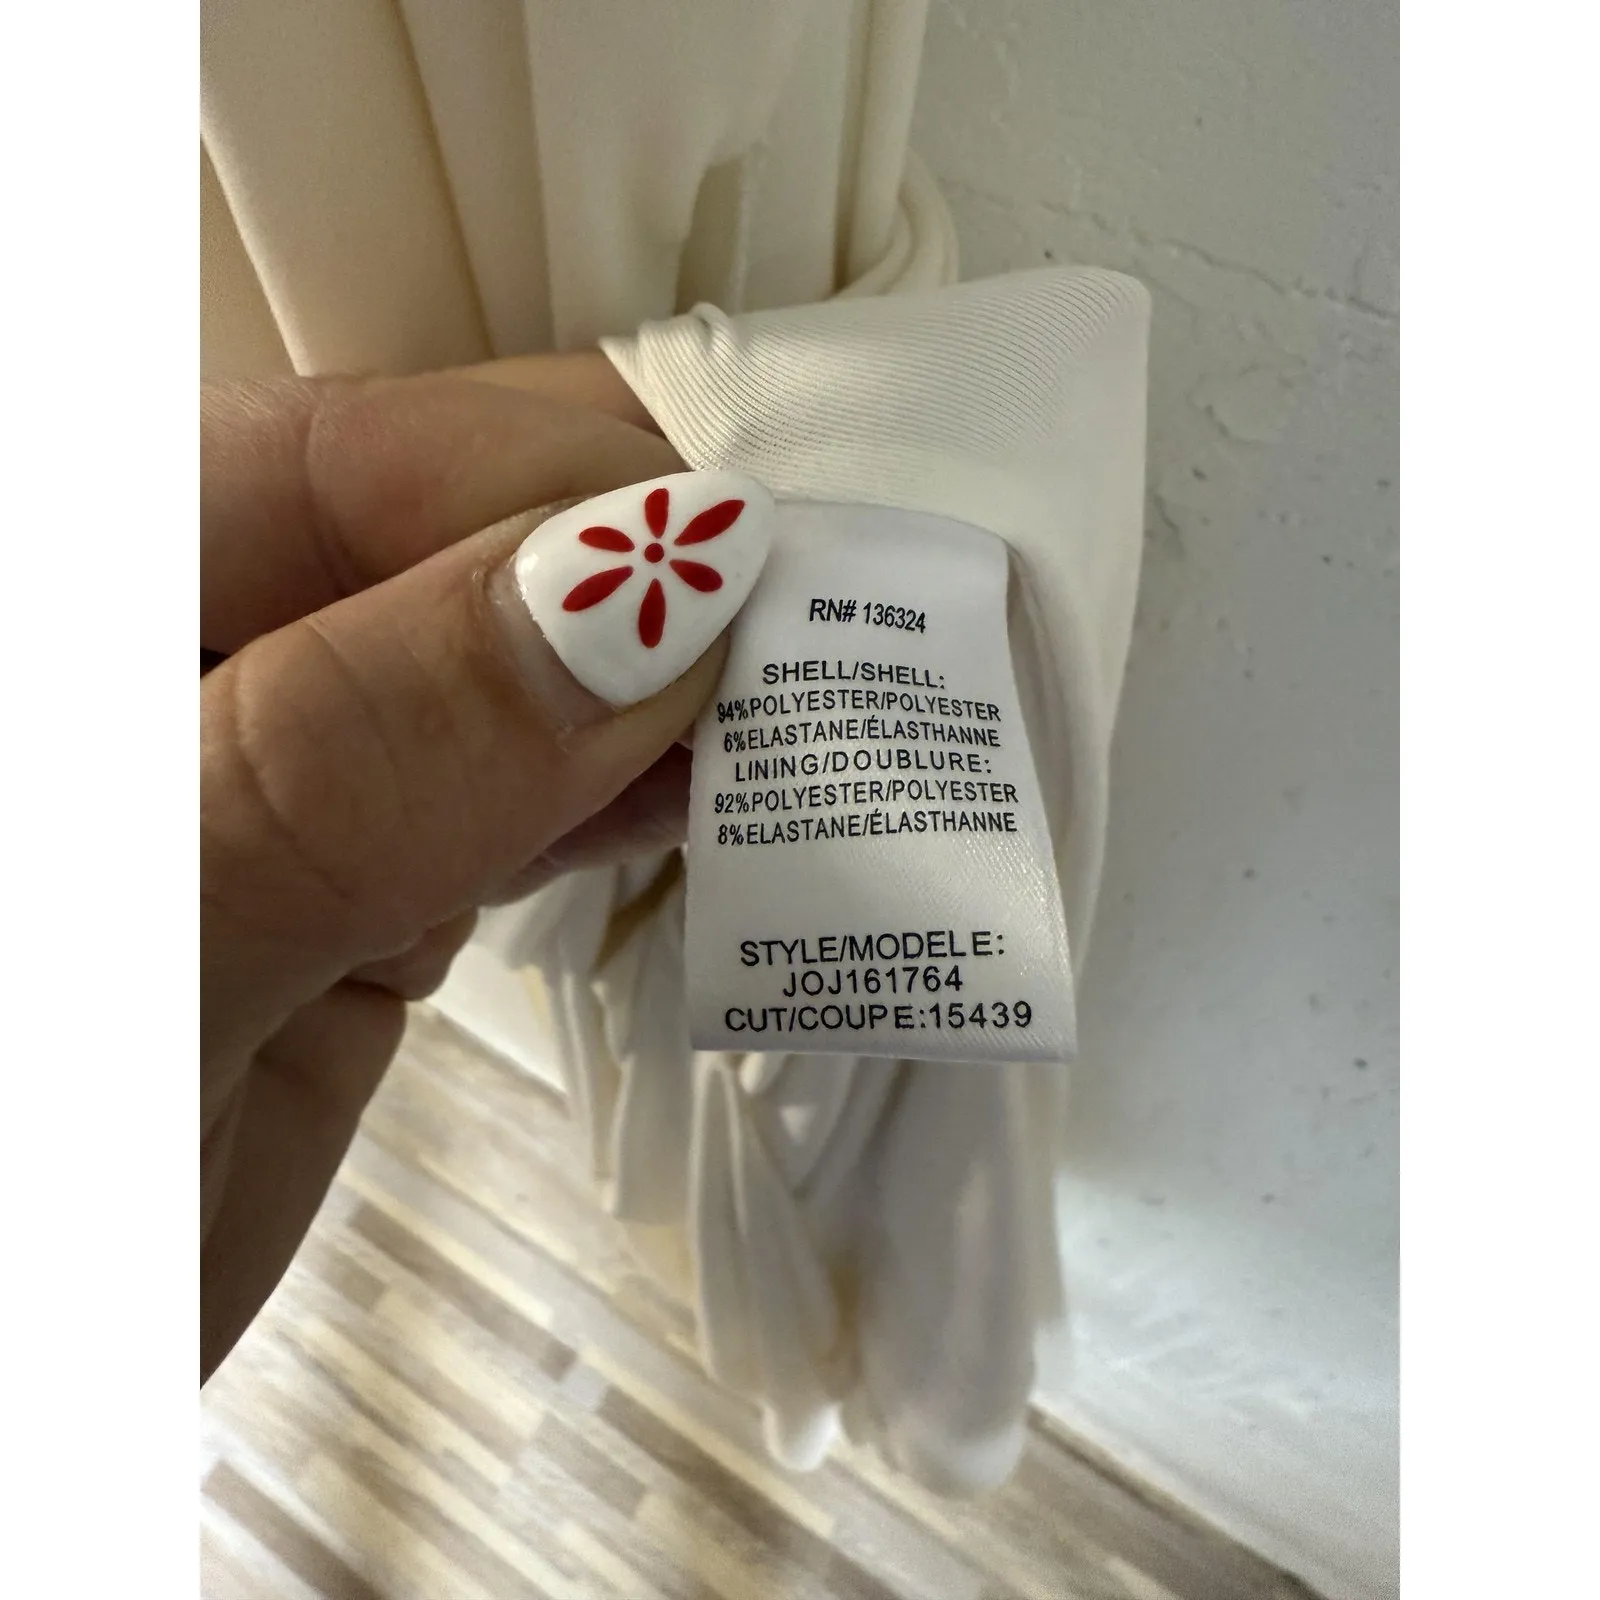 RN# 136324
SHELL/SHELL:
94%POLYESTER/POLYESTER
6%ELASTANE/ÉLASTHANNE
LINING/DOUBLURE:
92%POLYESTER/POLYESTER
8%ELASTANE/ÉLASTHANNE
STYLE/MODELE:
JOJ161764
CUT/COUPE:15439